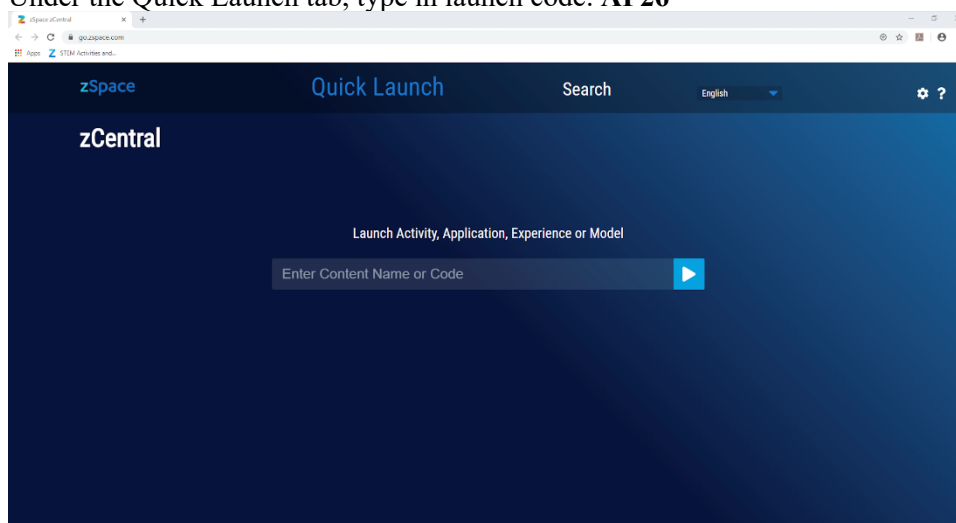 Under the Quick Launch tab, type in launch code: AP26
zSpace zCentral
go.zspace.com
Apps Z STEM Activities and...
zSpace Quick Launch Search English ?
zCentral
Launch Activity, Application, Experience or Model
Enter Content Name or Code